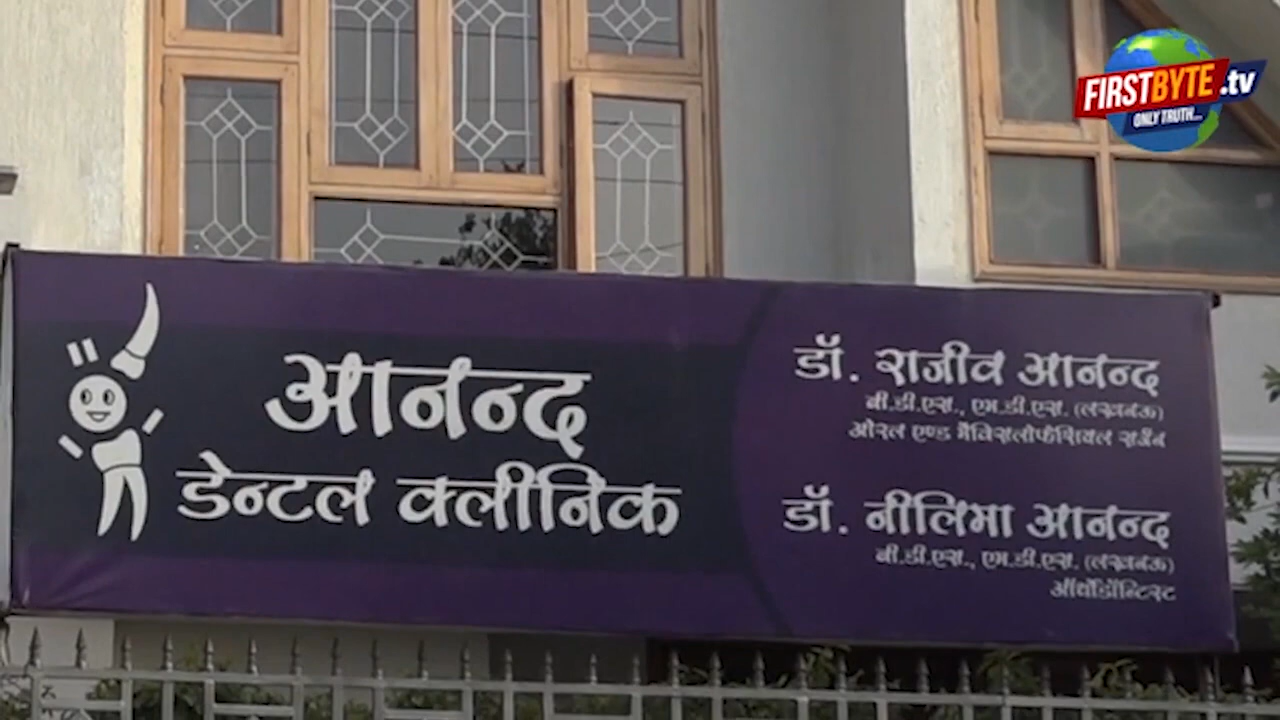 FIRSTBYTE.tv
ONLY TRUTH...
आनन्द
डेन्टल क्लीनिक
डॉ. राजीव आनन्द
बी.डी.एस., एम.डी.एस. (लखनऊ)
ओरल एण्ड मैक्सिलोफेसियल सर्जन
डॉ. नीलिमा आनन्द
बी.डी.एस., एम.डी.एस. (लखनऊ)
ऑर्थोडॉन्टिस्ट